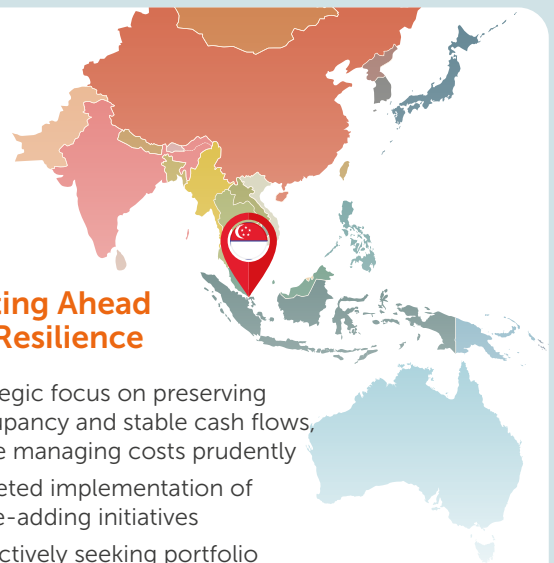 ting Ahead
Resilience
egic focus on preserving
upancy and stable cash flows,
e managing costs prudently
eted implementation of
e-adding initiatives
ctively seeking portfolio